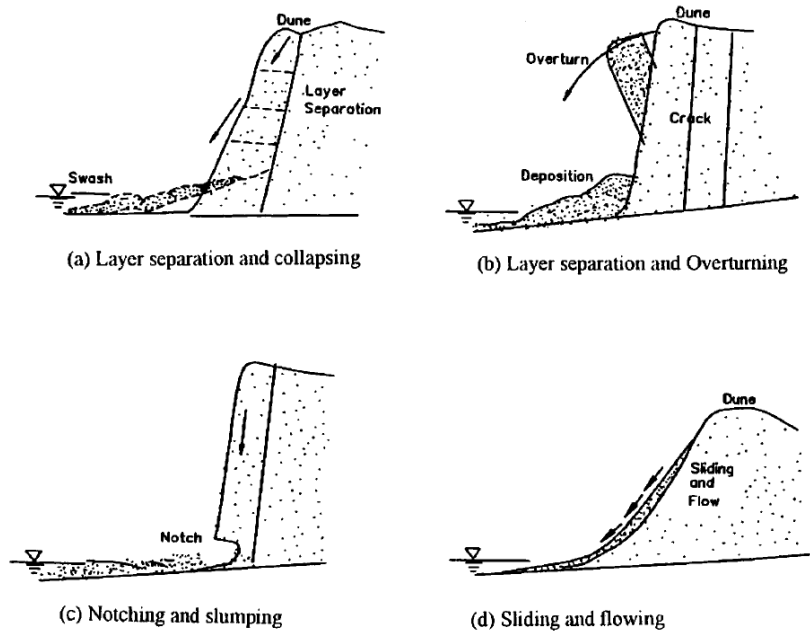 Dune
Layer
Separation
Swash
(a) Layer separation and collapsing
Dune
Overturn
Crack
Deposition
(b) Layer separation and Overturning
Notch
(c) Notching and slumping
Dune
Sliding
and
Flow
(d) Sliding and flowing